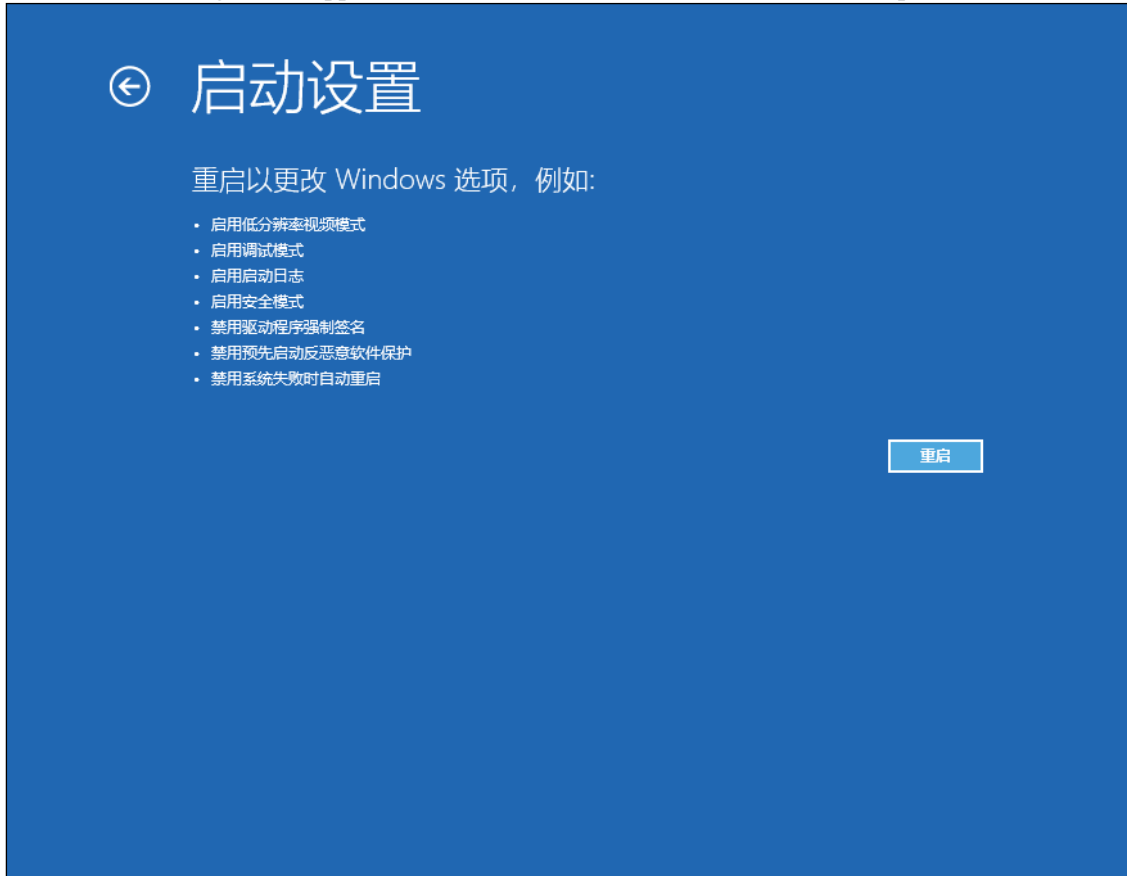 启动设置
重启以更改 Windows 选项，例如:
• 启用低分辨率视频模式
• 启用调试模式
• 启用启动日志
• 启用安全模式
• 禁用驱动程序强制签名
• 禁用预先启动反恶意软件保护
• 禁用系统失败时自动重启
重启